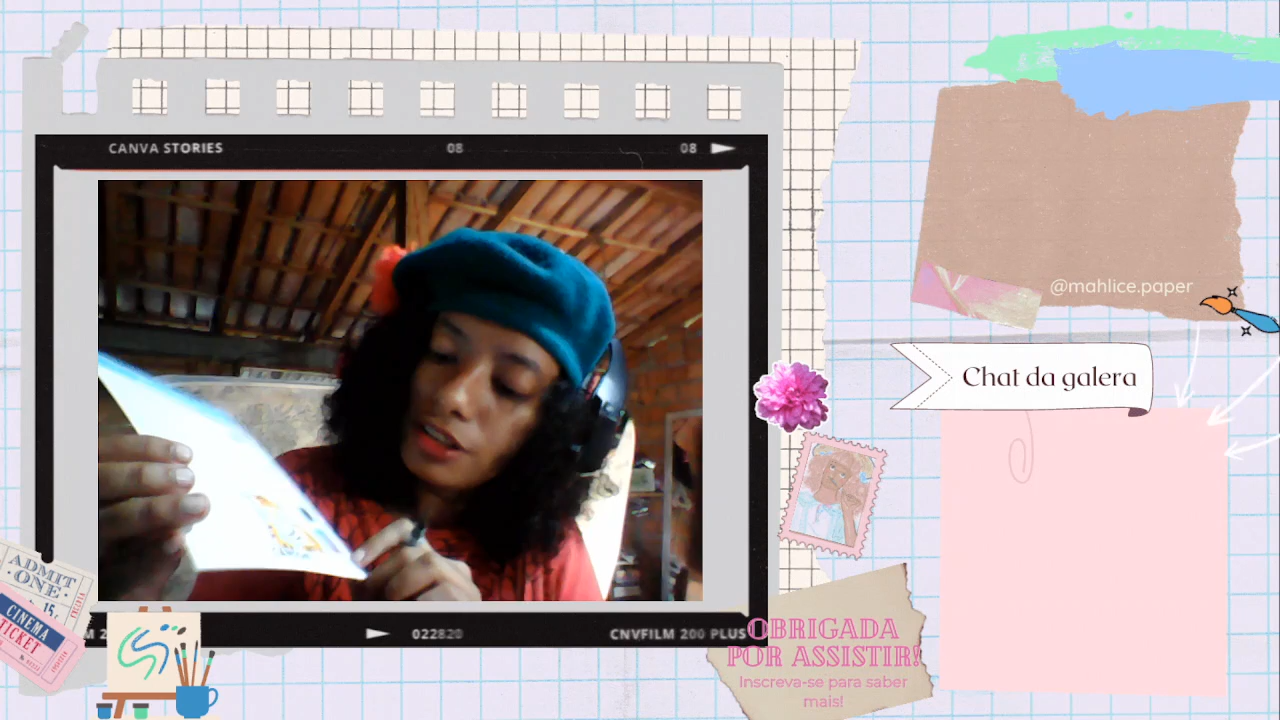 CANVA STORIES
08
08
@mahlice.paper
Chat da galera
ADMIT
ONE
15,
CINEMA
TICKET
022820
CNVFILM 200 PLUS
OBRIGADA
POR ASSISTIR!
Inscreva-se para saber
mais!